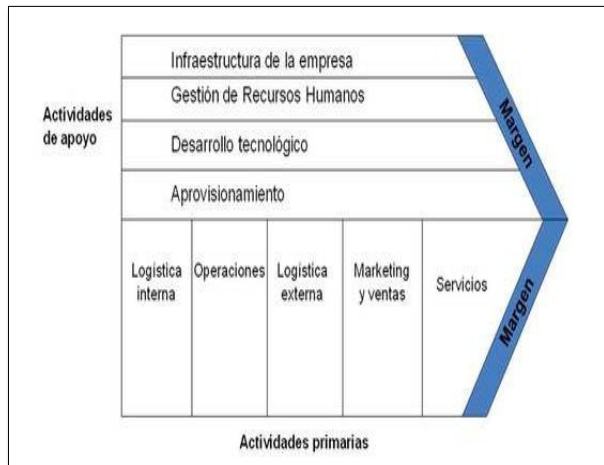 Infraestructura de la empresa
Gestión de Recursos Humanos
Actividades
de apoyo
Desarrollo tecnológico
Aprovisionamiento
Margen
Logística
interna
Operaciones
Logística
externa
Marketing
y ventas
Servicios
Margen
Actividades primarias